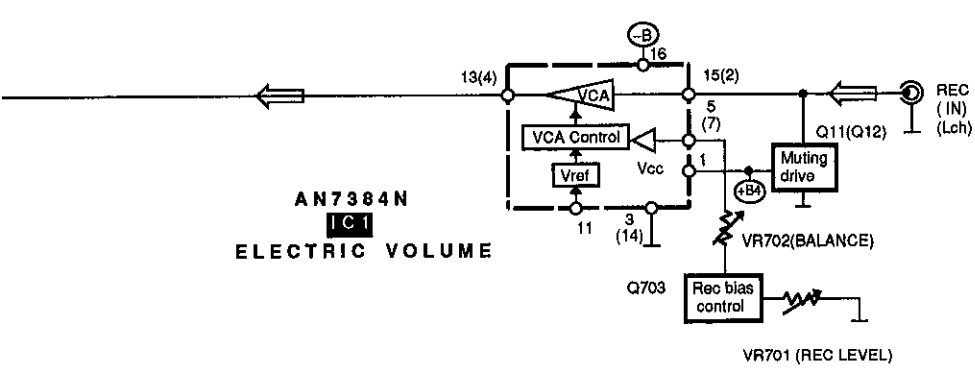 −B
16
13(4)
15(2)
VCA
REC
( IN)
(Lch)
5
(7)
Q11(Q12)
VCA Control
Muting
drive
Vcc
1
Vref
+B4
AN7384N
IC1
ELECTRIC VOLUME
11
3
(14)
VR702(BALANCE)
Q703
Rec bias
control
VR701 (REC LEVEL)